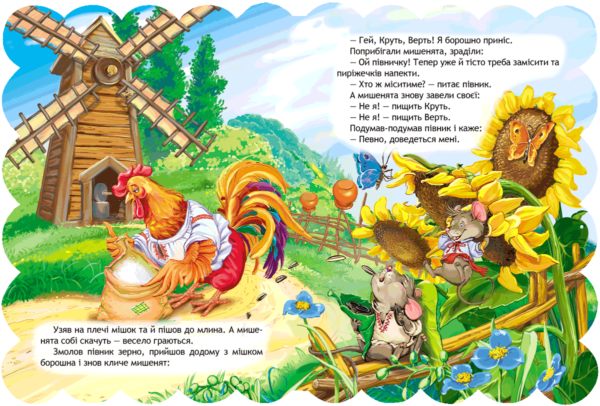 Узяв на плечі мішок та й пішов до млина. А мише-
нята собі скачуть — весело граються.
Змолов півник зерно, прийшов додому з мішком
борошна і знов кличе мишенят:
— Гей, Круть, Верть! Я борошно приніс.
Поприбігали мишенята, зраділи:
— Ой півничку! Тепер уже й тісто треба замісити та
пиріжечків напекти.
— Хто ж міситиме? — питає півник.
А мишенята знову завели своєї:
— Не я! — пищить Круть.
— Не я! — пищить Верть.
Подумав-подумав півник і каже:
— Певно, доведеться мені.